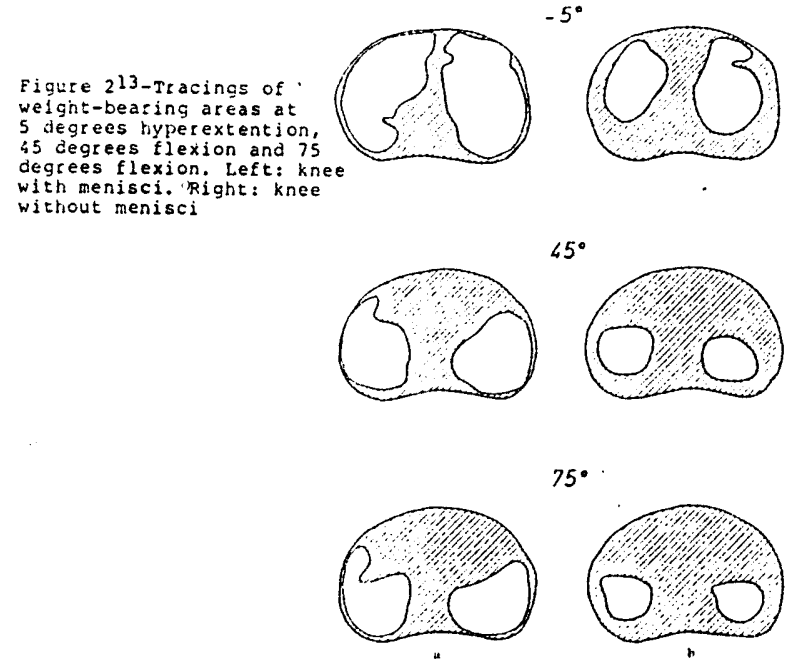 -5°
Figure 2¹³-Tracings of
weight-bearing areas at
5 degrees hyperextention,
45 degrees flexion and 75
degrees flexion. Left: knee
with menisci. Right: knee
without menisci
45°
75°
a
b